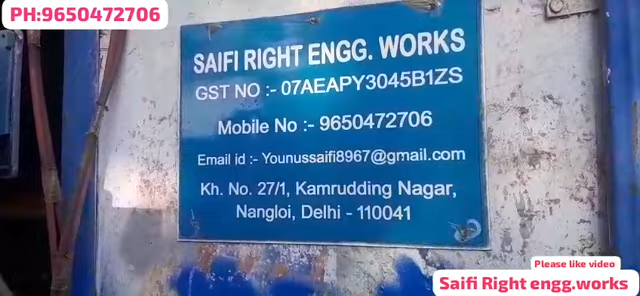 PH:9650472706
SAIFI RIGHT ENGG. WORKS
GST NO :- 07AEAPY3045B1ZS
Mobile No :- 9650472706
Email id :- Younussaifi8967@gmail.com
Kh. No. 27/1, Kamrudding Nagar,
Nangloi, Delhi - 110041
Please like video
Saifi Right engg.works